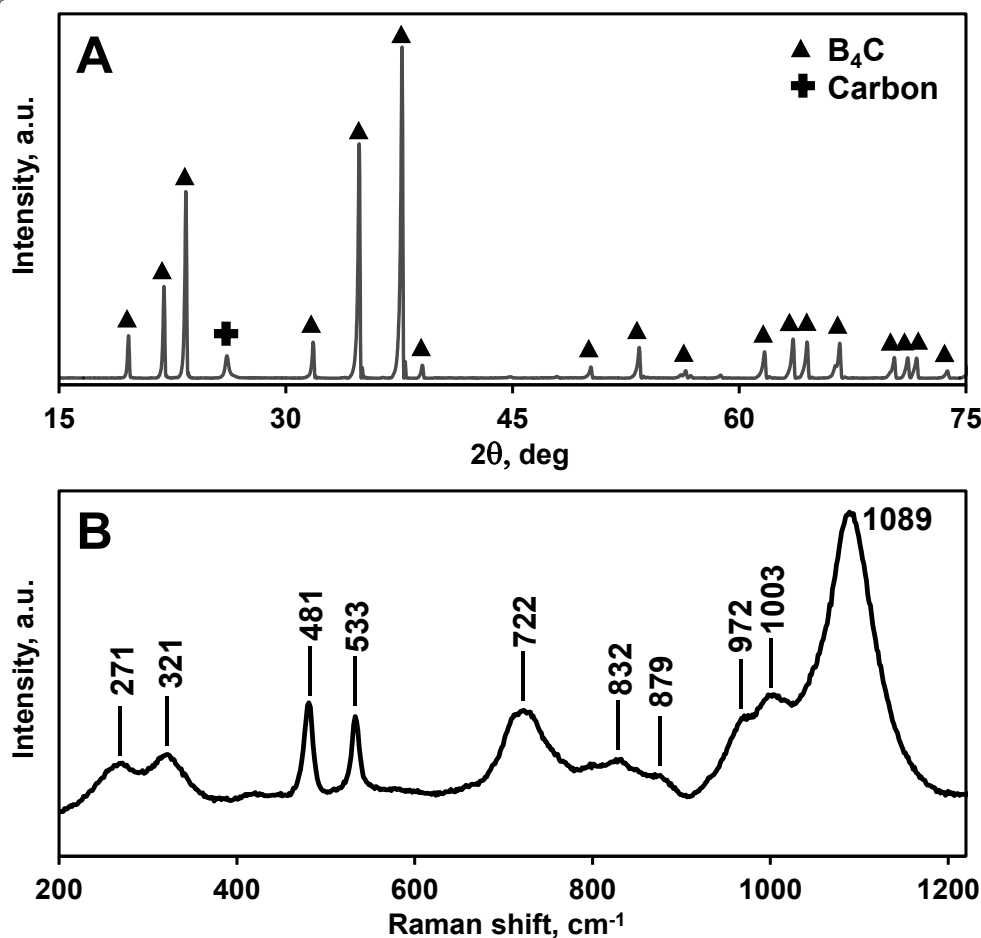 A
▲ B₄C
✚ Carbon
Intensity, a.u.
15 30 45 60 75
2θ, deg
B
271 321 481 533 722 832 879 972 1003 1089
Intensity, a.u.
200 400 600 800 1000 1200
Raman shift, cm⁻¹